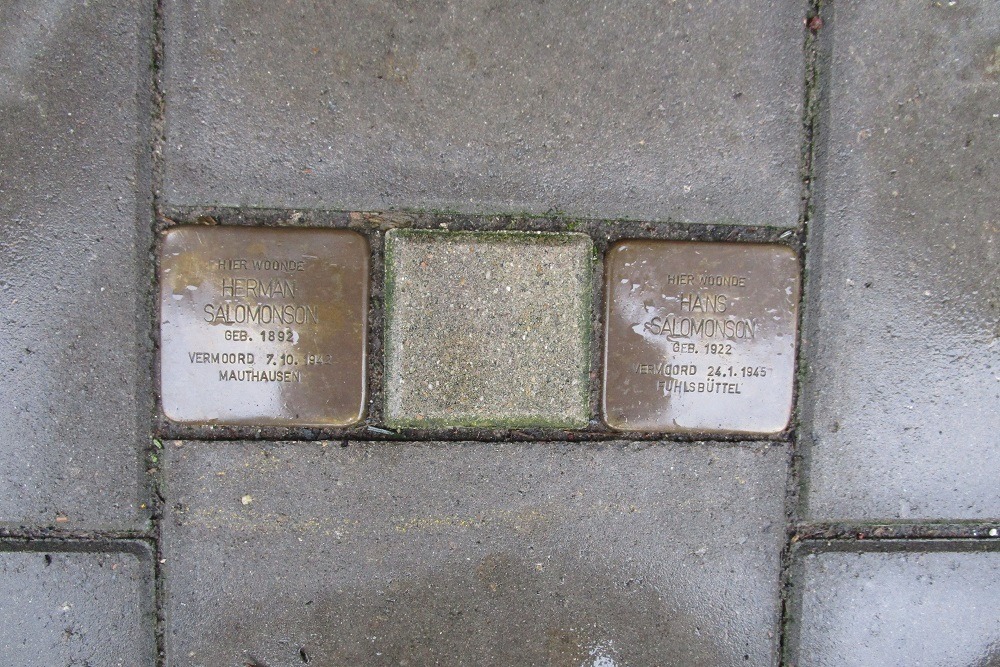 HIER WOONDE
HERMAN
SALOMONSON
GEB. 1892
VERMOORD 7.10.1942
MAUTHAUSEN
HIER WOONDE
HANS
SALOMONSON
GEB. 1922
VERMOORD 24.1.1945
FUHLSBÜTTEL